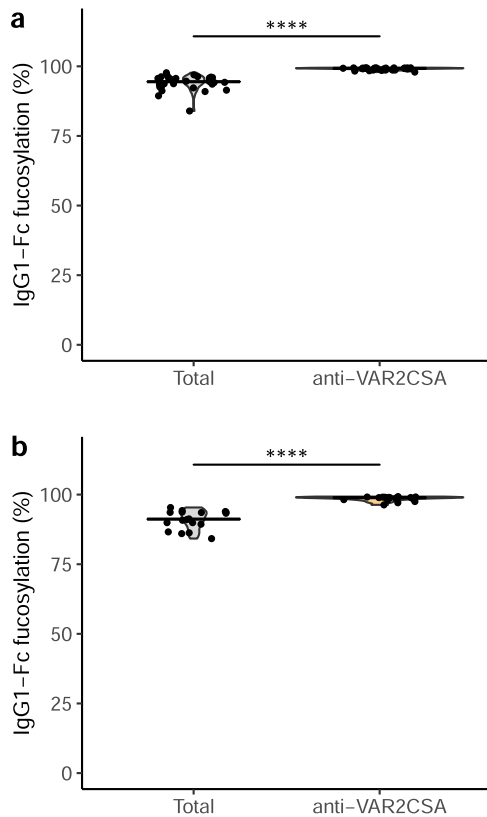 a
****
IgG1–Fc fucosylation (%)
100
75
50
25
0
Total anti–VAR2CSA
b
****
IgG1–Fc fucosylation (%)
100
75
50
25
0
Total anti–VAR2CSA